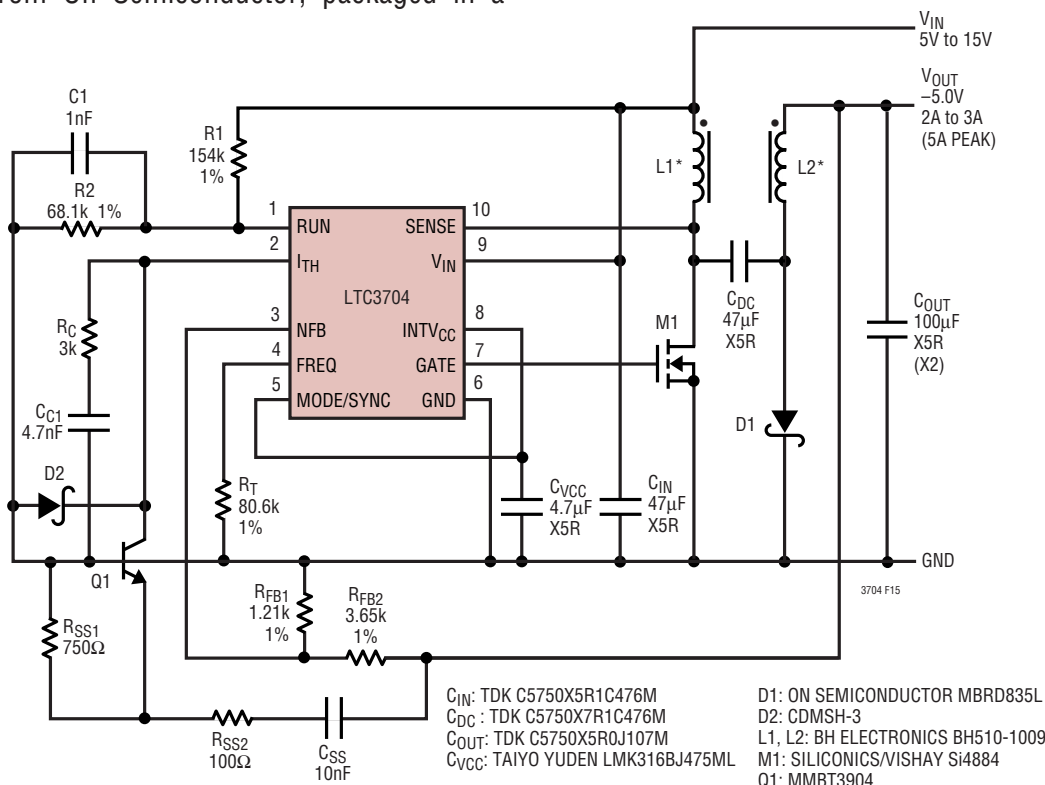 from On Semiconductor, packaged in a
VIN
5V to 15V
VOUT
–5.0V
2A to 3A
(5A PEAK)
C1
1nF
R1
154k
1%
R2
68.1k 1%
L1*
L2*
1
RUN
2
ITH
3
NFB
4
FREQ
5
MODE/SYNC
LTC3704
10
SENSE
9
VIN
8
INTVCC
7
GATE
6
GND
RC
3k
CC1
4.7nF
D2
RT
80.6k
1%
M1
CDC
47µF
X5R
COUT
100µF
X5R
(X2)
D1
CVCC
4.7µF
X5R
CIN
47µF
X5R
Q1
GND
3704 F15
RSS1
750Ω
RFB1
1.21k
1%
RFB2
3.65k
1%
RSS2
100Ω
CSS
10nF
CIN: TDK C5750X5R1C476M
CDC : TDK C5750X7R1C476M
COUT: TDK C5750X5R0J107M
CVCC: TAIYO YUDEN LMK316BJ475ML
D1: ON SEMICONDUCTOR MBRD835L
D2: CDMSH-3
L1, L2: BH ELECTRONICS BH510-1009
M1: SILICONICS/VISHAY Si4884
Q1: MMBT3904